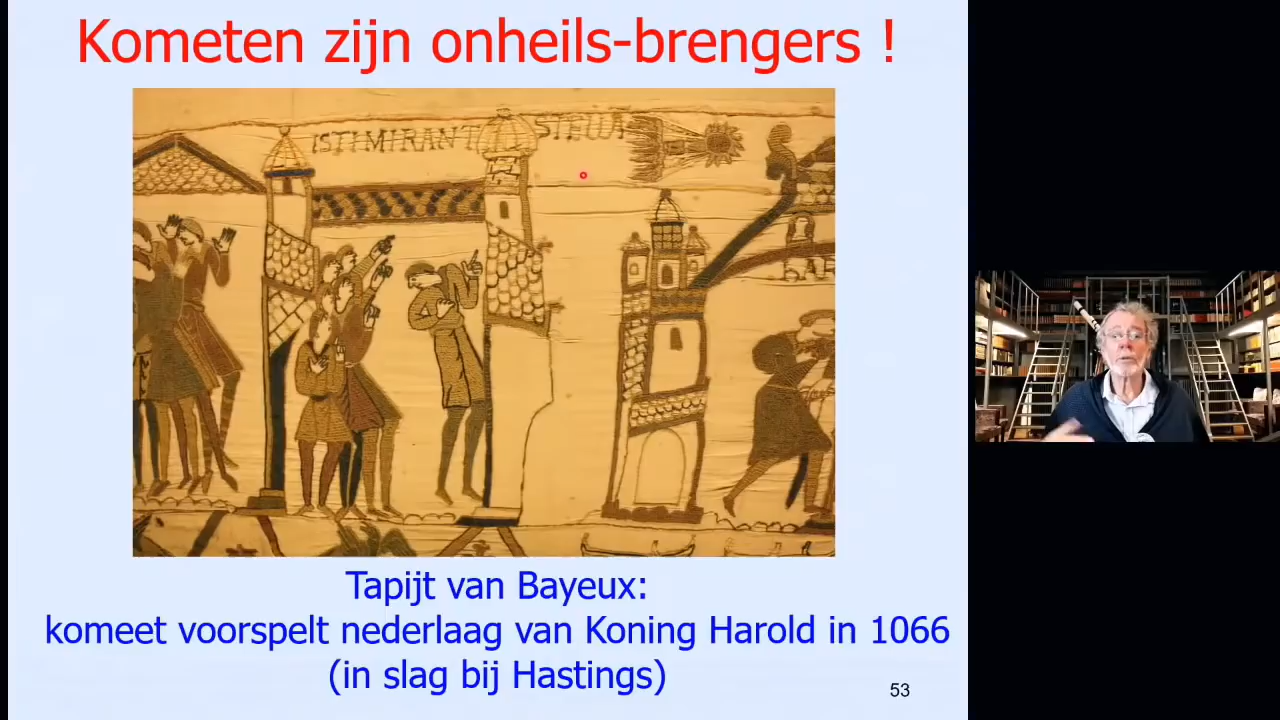 Kometen zijn onheils-brengers !
ISTI MIRANT STELLA
HAR
Tapijt van Bayeux:
komeet voorspelt nederlaag van Koning Harold in 1066
(in slag bij Hastings)
53